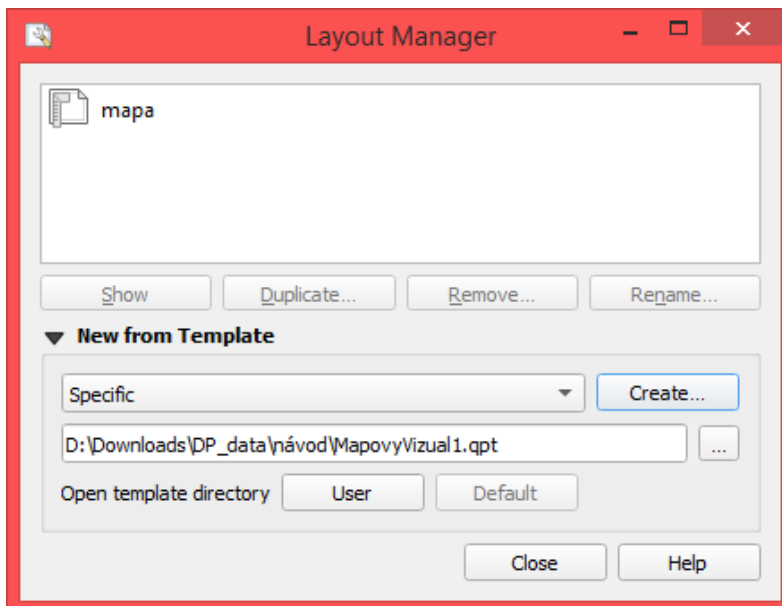 Layout Manager
mapa
Show Duplicate... Remove... Rename...
New from Template
Specific Create...
D:\Downloads\DP_data\návod\MapovyVizual1.qpt ...
Open template directory User Default
Close Help